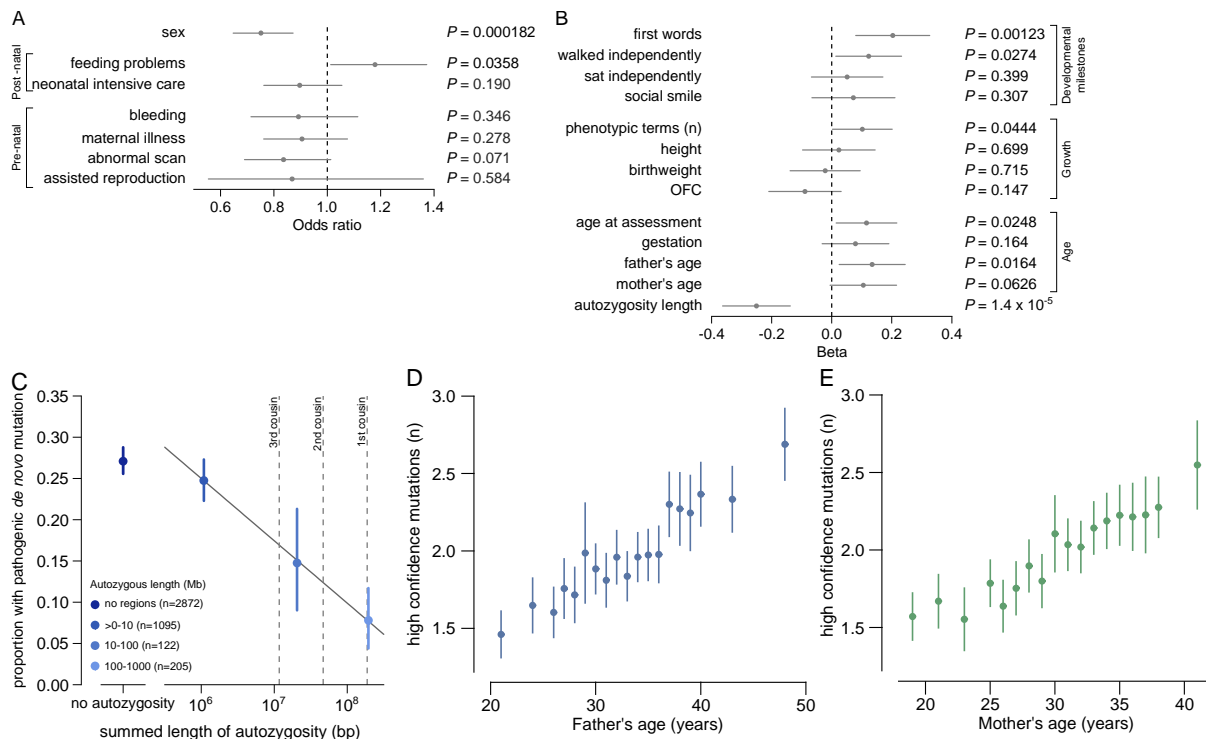 A
sex
P = 0.000182
Post -natal
feeding problems
P = 0.0358
neonatal intensive care
P = 0.190
Pre-natal
bleeding
P = 0.346
maternal illness
P = 0.278
abnormal scan
P = 0.071
assisted reproduction
P = 0.584
0.6 0.8 1.0 1.2 1.4
Odds ratio
B
first words
P = 0.00123
walked independently
P = 0.0274
sat independently
P = 0.399
social smile
P = 0.307
Developmental
milestones
phenotypic terms (n)
P = 0.0444
height
P = 0.699
birthweight
P = 0.715
OFC
P = 0.147
Growth
age at assessment
P = 0.0248
gestation
P = 0.164
father's age
P = 0.0164
mother's age
P = 0.0626
Age
autozygosity length
P = 1.4 x 10-5
-0.4 -0.2 0.0 0.2 0.4
Beta
C
proportion with pathogenic de novo mutation
0.35
0.30
0.25
0.20
0.15
0.10
0.05
0.00
3rd cousin
2nd cousin
1st cousin
Autozygous length (Mb)
no regions (n=2872)
>0-10 (n=1095)
10-100 (n=122)
100-1000 (n=205)
no autozygosity 10^6 10^7 10^8
summed length of autozygosity (bp)
D
high confidence mutations (n)
3.0
2.5
2.0
1.5
20 30 40 50
Father's age (years)
E
high confidence mutations (n)
3.0
2.5
2.0
1.5
20 25 30 35 40
Mother's age (years)